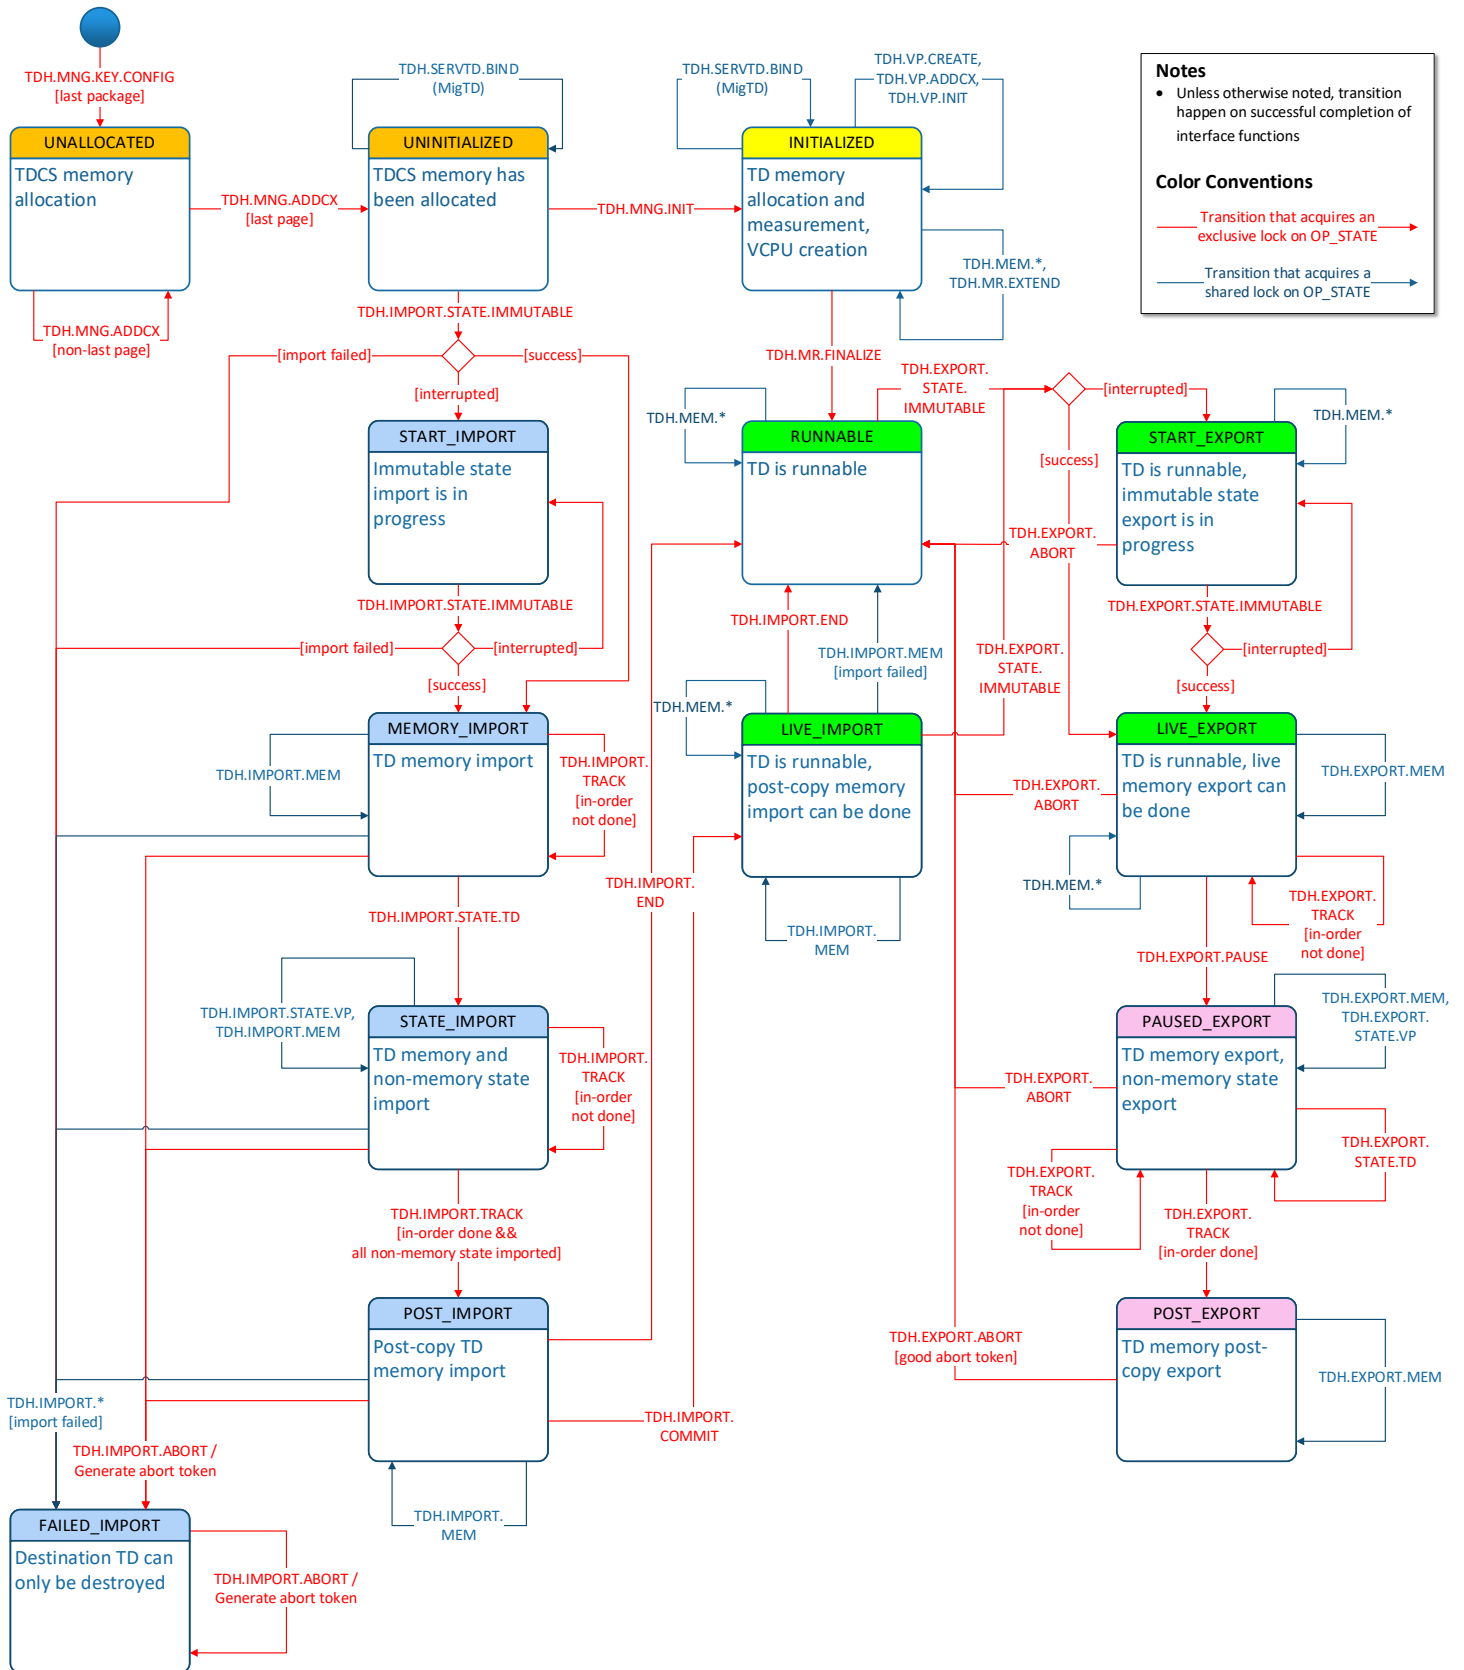 TDH.MNG.KEY.CONFIG
[last package]
UNALLOCATED
TDCS memory
allocation
TDH.MNG.ADDCX
[last page]
TDH.MNG.ADDCX
[non-last page]
TDH.SERVTD.BIND
(MigTD)
UNINITIALIZED
TDCS memory has
been allocated
TDH.MNG.INIT
TDH.SERVTD.BIND
(MigTD)
TDH.VP.CREATE,
TDH.VP.ADDCX,
TDH.VP.INIT
INITIALIZED
TD memory
allocation and
measurement,
VCPU creation
TDH.MEM.*,
TDH.MR.EXTEND
Notes
• Unless otherwise noted, transition
happen on successful completion of
interface functions
Color Conventions
Transition that acquires an
exclusive lock on OP_STATE
Transition that acquires a
shared lock on OP_STATE
TDH.IMPORT.STATE.IMMUTABLE
[import failed]
[success]
[interrupted]
START_IMPORT
Immutable state
import is in
progress
TDH.IMPORT.STATE.IMMUTABLE
[import failed]
[interrupted]
[success]
TDH.MR.FINALIZE
TDH.MEM.*
RUNNABLE
TD is runnable
TDH.EXPORT.
STATE.
IMMUTABLE
[interrupted]
[success]
TDH.MEM.*
START_EXPORT
TD is runnable,
immutable state
export is in
progress
TDH.EXPORT.
ABORT
TDH.EXPORT.STATE.IMMUTABLE
[interrupted]
[success]
TDH.IMPORT.END
TDH.IMPORT.MEM
[import failed]
TDH.EXPORT.
STATE.
IMMUTABLE
MEMORY_IMPORT
TD memory import
TDH.IMPORT.MEM
TDH.IMPORT.
TRACK
[in-order
not done]
TDH.MEM.*
LIVE_IMPORT
TD is runnable,
post-copy memory
import can be done
TDH.IMPORT.
MEM
LIVE_EXPORT
TD is runnable, live
memory export can
be done
TDH.EXPORT.MEM
TDH.EXPORT.
ABORT
TDH.MEM.*
TDH.EXPORT.
TRACK
[in-order
not done]
TDH.IMPORT.
END
TDH.IMPORT.STATE.TD
TDH.EXPORT.PAUSE
TDH.IMPORT.STATE.VP,
TDH.IMPORT.MEM
STATE_IMPORT
TD memory and
non-memory state
import
TDH.IMPORT.
TRACK
[in-order
not done]
PAUSED_EXPORT
TD memory export,
non-memory state
export
TDH.EXPORT.MEM,
TDH.EXPORT.
STATE.VP
TDH.EXPORT.
ABORT
TDH.EXPORT.
STATE.TD
TDH.EXPORT.
TRACK
[in-order
not done]
TDH.EXPORT.
TRACK
[in-order done]
TDH.IMPORT.TRACK
[in-order done &&
all non-memory state imported]
POST_IMPORT
Post-copy TD
memory import
TDH.IMPORT.
COMMIT
TDH.IMPORT.
MEM
TDH.EXPORT.ABORT
[good abort token]
POST_EXPORT
TD memory post-
copy export
TDH.EXPORT.MEM
TDH.IMPORT.*
[import failed]
TDH.IMPORT.ABORT /
Generate abort token
FAILED_IMPORT
Destination TD can
only be destroyed
TDH.IMPORT.ABORT /
Generate abort token